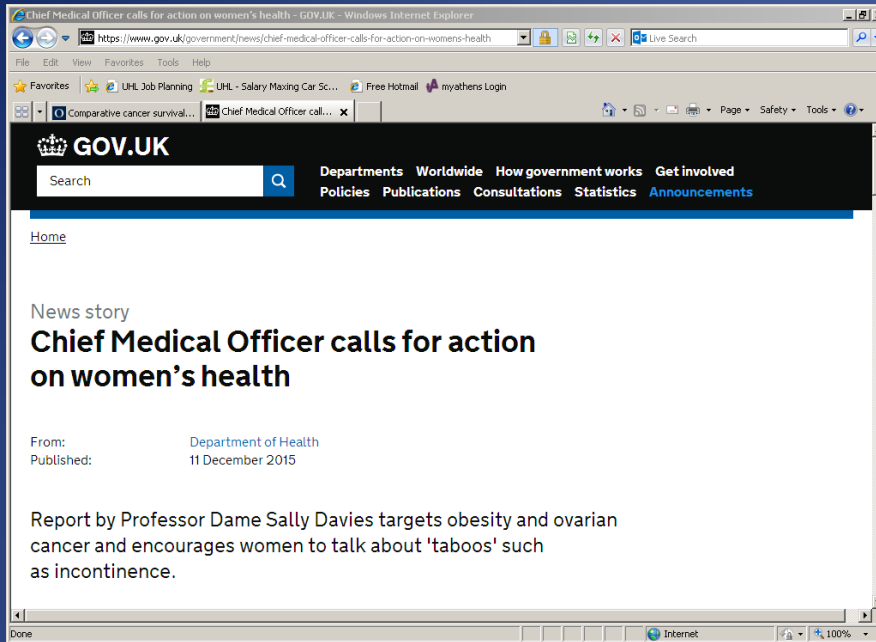 Chief Medical Officer calls for action on women's health - GOV.UK - Windows Internet Explorer
https://www.gov.uk/government/news/chief-medical-officer-calls-for-action-on-womens-health
Live Search
File Edit View Favorites Tools Help
Favorites UHL Job Planning UHL - Salary Maxing Car Sc... Free Hotmail myathens Login
Comparative cancer survival... Chief Medical Officer call... x
Page Safety Tools
GOV.UK
Search
Departments Worldwide How government works Get involved
Policies Publications Consultations Statistics Announcements
Home
News story
Chief Medical Officer calls for action
on women’s health
From: Department of Health
Published: 11 December 2015
Report by Professor Dame Sally Davies targets obesity and ovarian
cancer and encourages women to talk about 'taboos' such
as incontinence.
Done Internet 100%